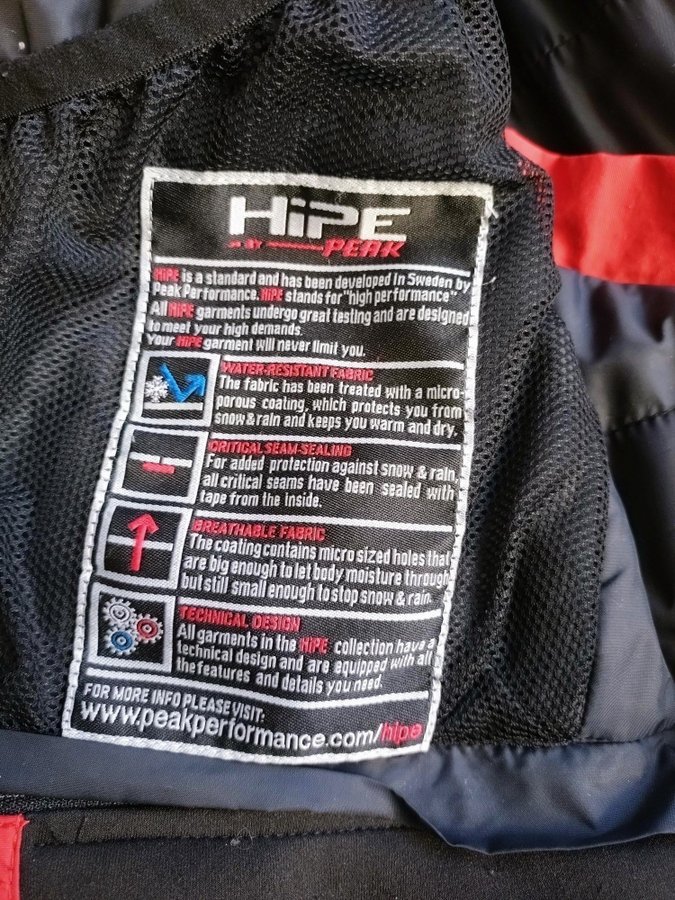 HiPE
BY PEAK
HiPE is a standard and has been developed in Sweden by
Peak Performance. HiPE stands for "high performance"
All HiPE garments undergo great testing and are designed
to meet your high demands.
Your HiPE garment will never limit you.
WATER-RESISTANT FABRIC
The fabric has been treated with a micro-
porous coating, which protects you from
snow & rain and keeps you warm and dry.
CRITICAL SEAM-SEALING
For added protection against snow & rain,
all critical seams have been sealed with
tape from the inside.
BREATHABLE FABRIC
The coating contains micro sized holes that
are big enough to let body moisture through
but still small enough to stop snow & rain.
TECHNICAL DESIGN
All garments in the HiPE collection have a
technical design and are equipped with all
the features and details you need.
FOR MORE INFO PLEASE VISIT:
www.peakperformance.com/hipe